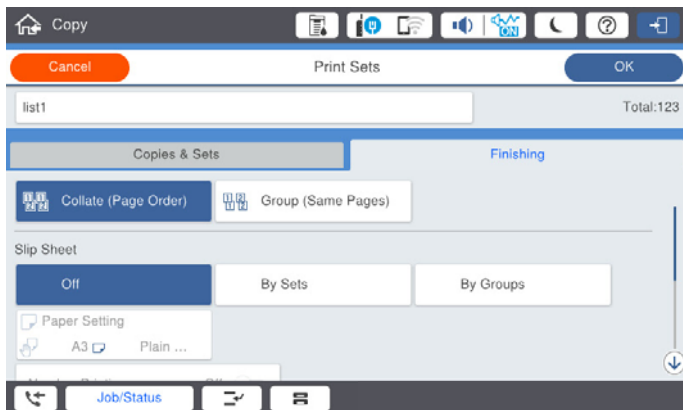 Copy
ON
Cancel
Print Sets
OK
list1
Total:123
Copies & Sets
Finishing
Collate (Page Order)
Group (Same Pages)
Slip Sheet
Off
By Sets
By Groups
Paper Setting
A3
Plain ...
Job/Status